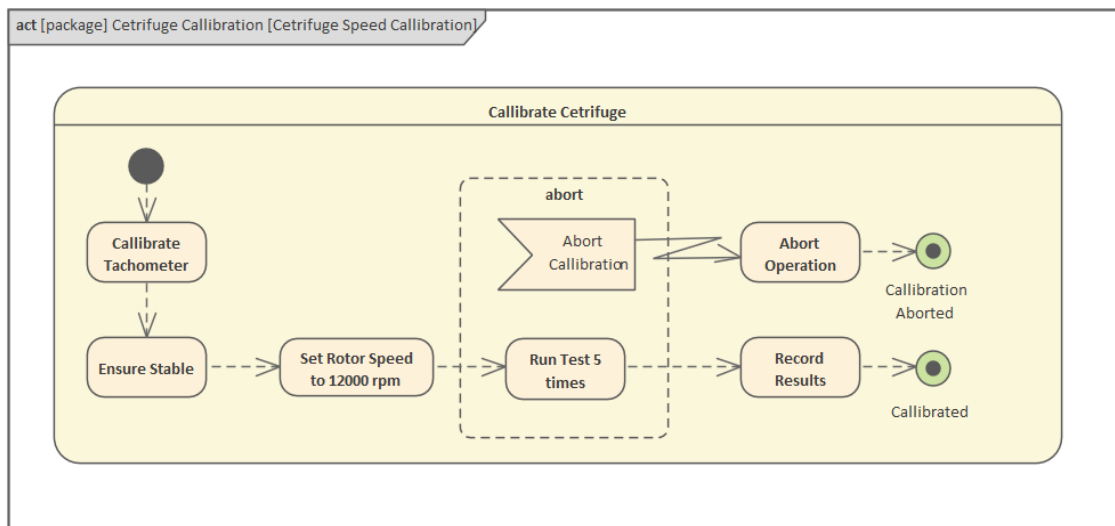 act [package] Cetrifuge Callibration [Cetrifuge Speed Callibration]
Callibrate Cetrifuge
abort
Callibrate
Tachometer
Abort
Callibration
Abort
Operation
Callibration
Aborted
Ensure Stable
Set Rotor Speed
to 12000 rpm
Run Test 5
times
Record
Results
Callibrated